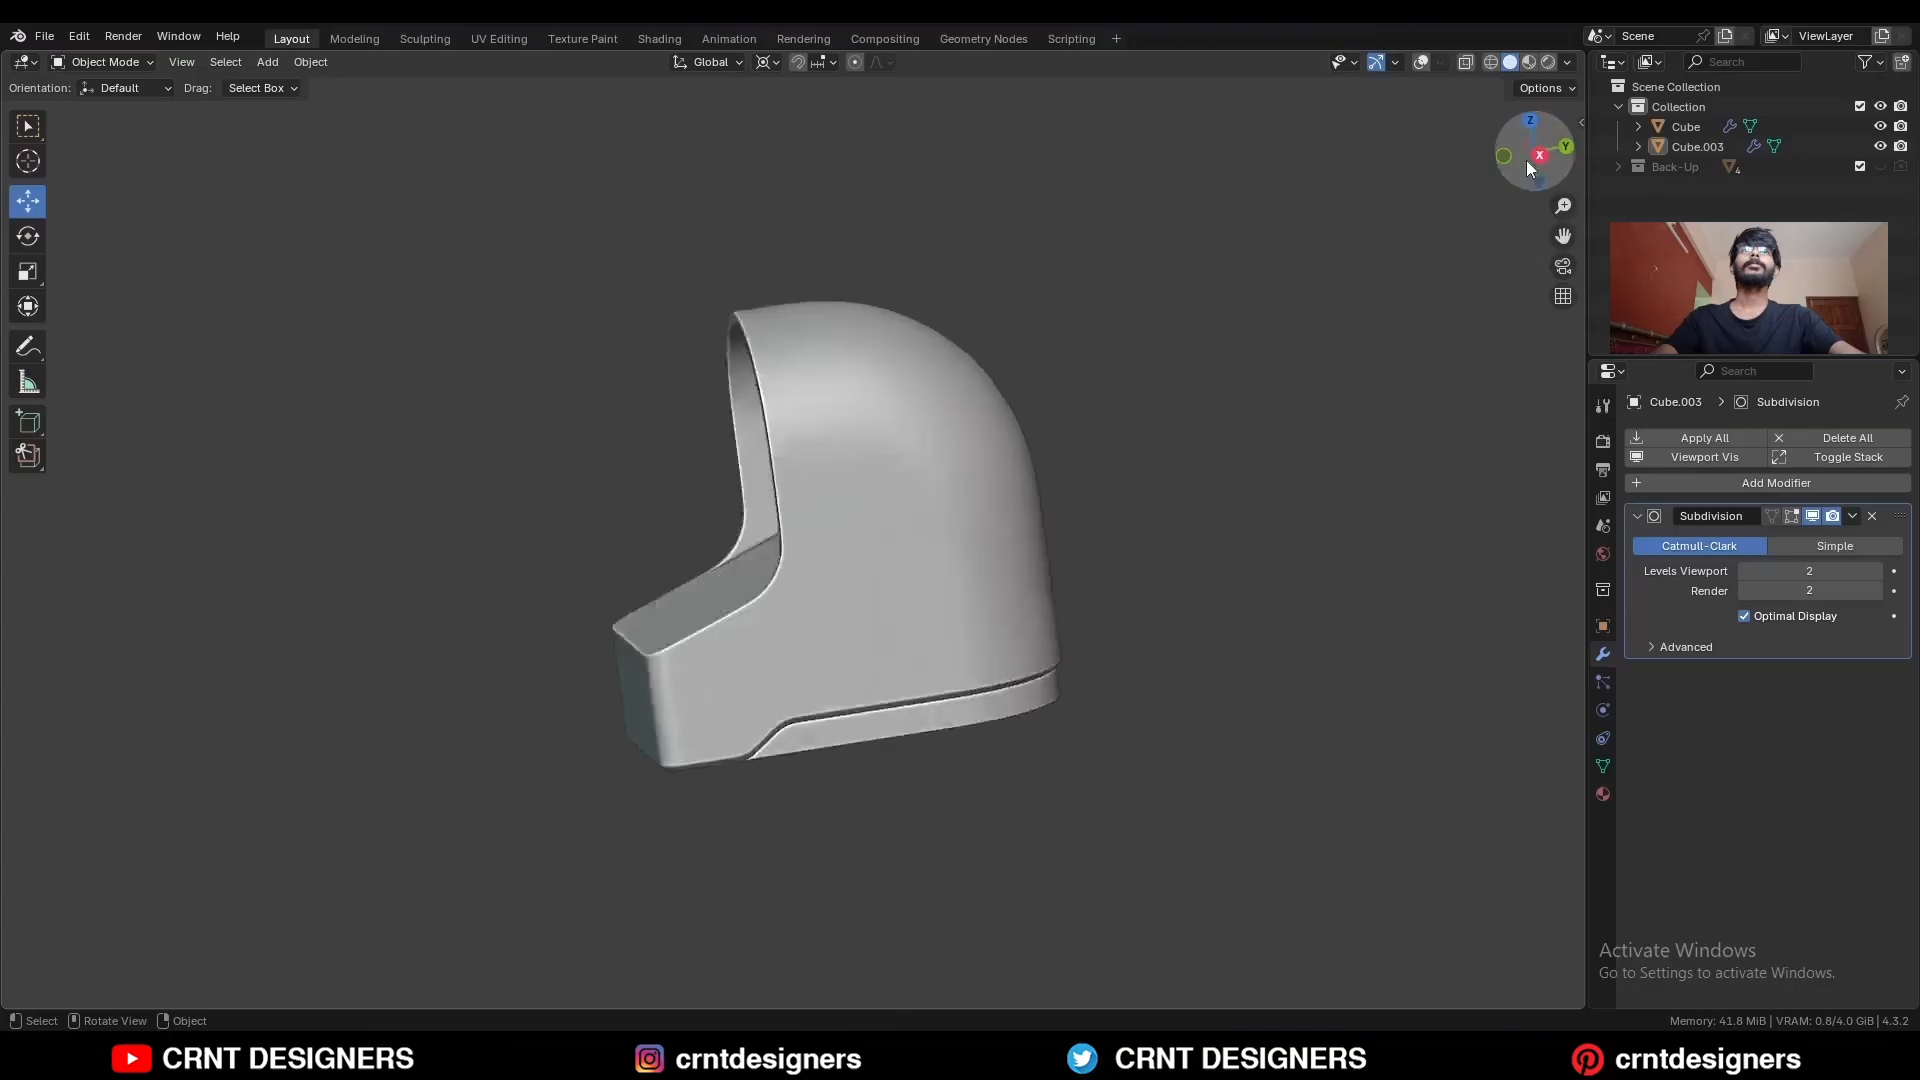 File Edit Render Window Help Layout Modeling Sculpting UV Editing Texture Paint Shading Animation Rendering Compositing Geometry Nodes Scripting + Scene ViewLayer
Object Mode View Select Add Object Global Search
Orientation: Default Drag: Select Box Options
Scene Collection
Collection
Cube
Cube.003
Back-Up 4
Z
Y
X
Search
Cube.003 > Subdivision
Apply All Delete All
Viewport Vis Toggle Stack
+ Add Modifier
Subdivision
Catmull-Clark Simple
Levels Viewport 2
Render 2
Optimal Display
Advanced
Activate Windows
Go to Settings to activate Windows.
Select Rotate View Object Memory: 41.8 MiB | VRAM: 0.8/4.0 GiB | 4.3.2
CRNT DESIGNERS crntdesigners CRNT DESIGNERS crntdesigners